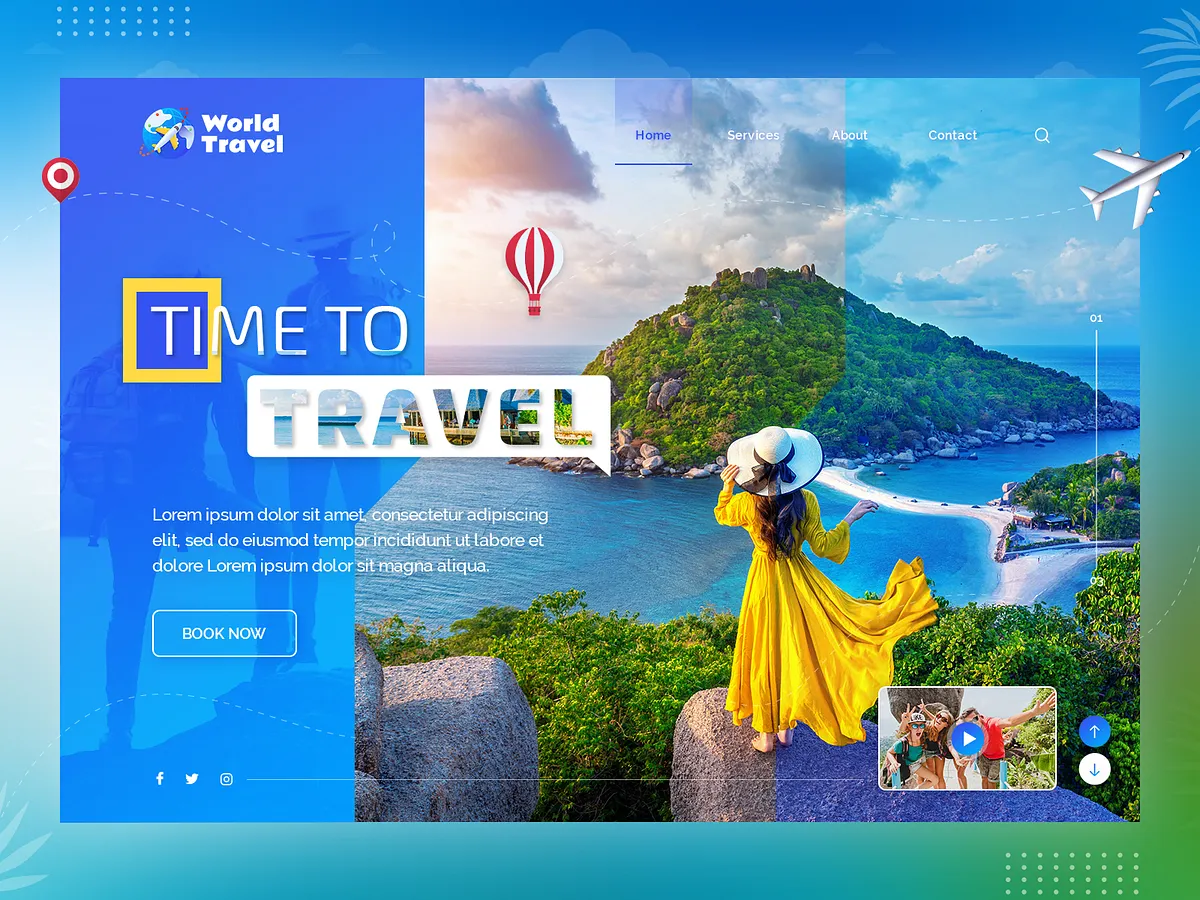 World
Travel
Home Services About Contact
TIME TO
TRAVEL
01
Lorem ipsum dolor sit amet, consectetur adipiscing
elit, sed do eiusmod tempor incididunt ut labore et
dolore Lorem ipsum dolor sit magna aliqua.
03
BOOK NOW